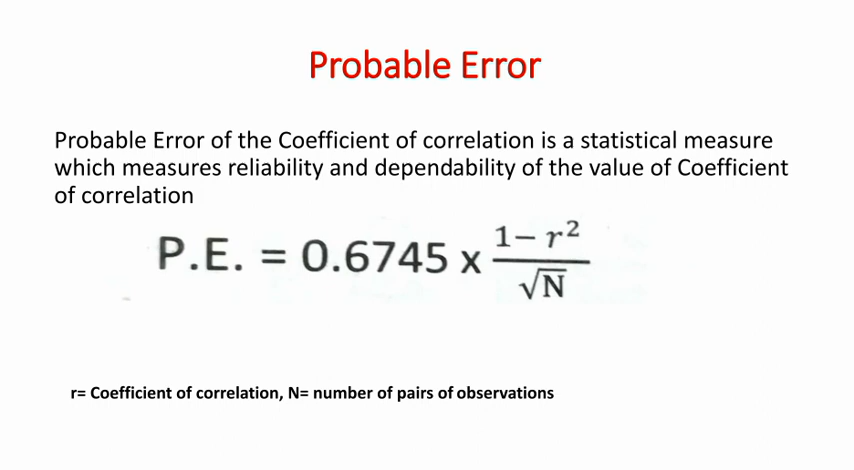 Probable Error
Probable Error of the Coefficient of correlation is a statistical measure
which measures reliability and dependability of the value of Coefficient
of correlation
P.E. = 0.6745 x (1− r²)/√N
r= Coefficient of correlation, N= number of pairs of observations